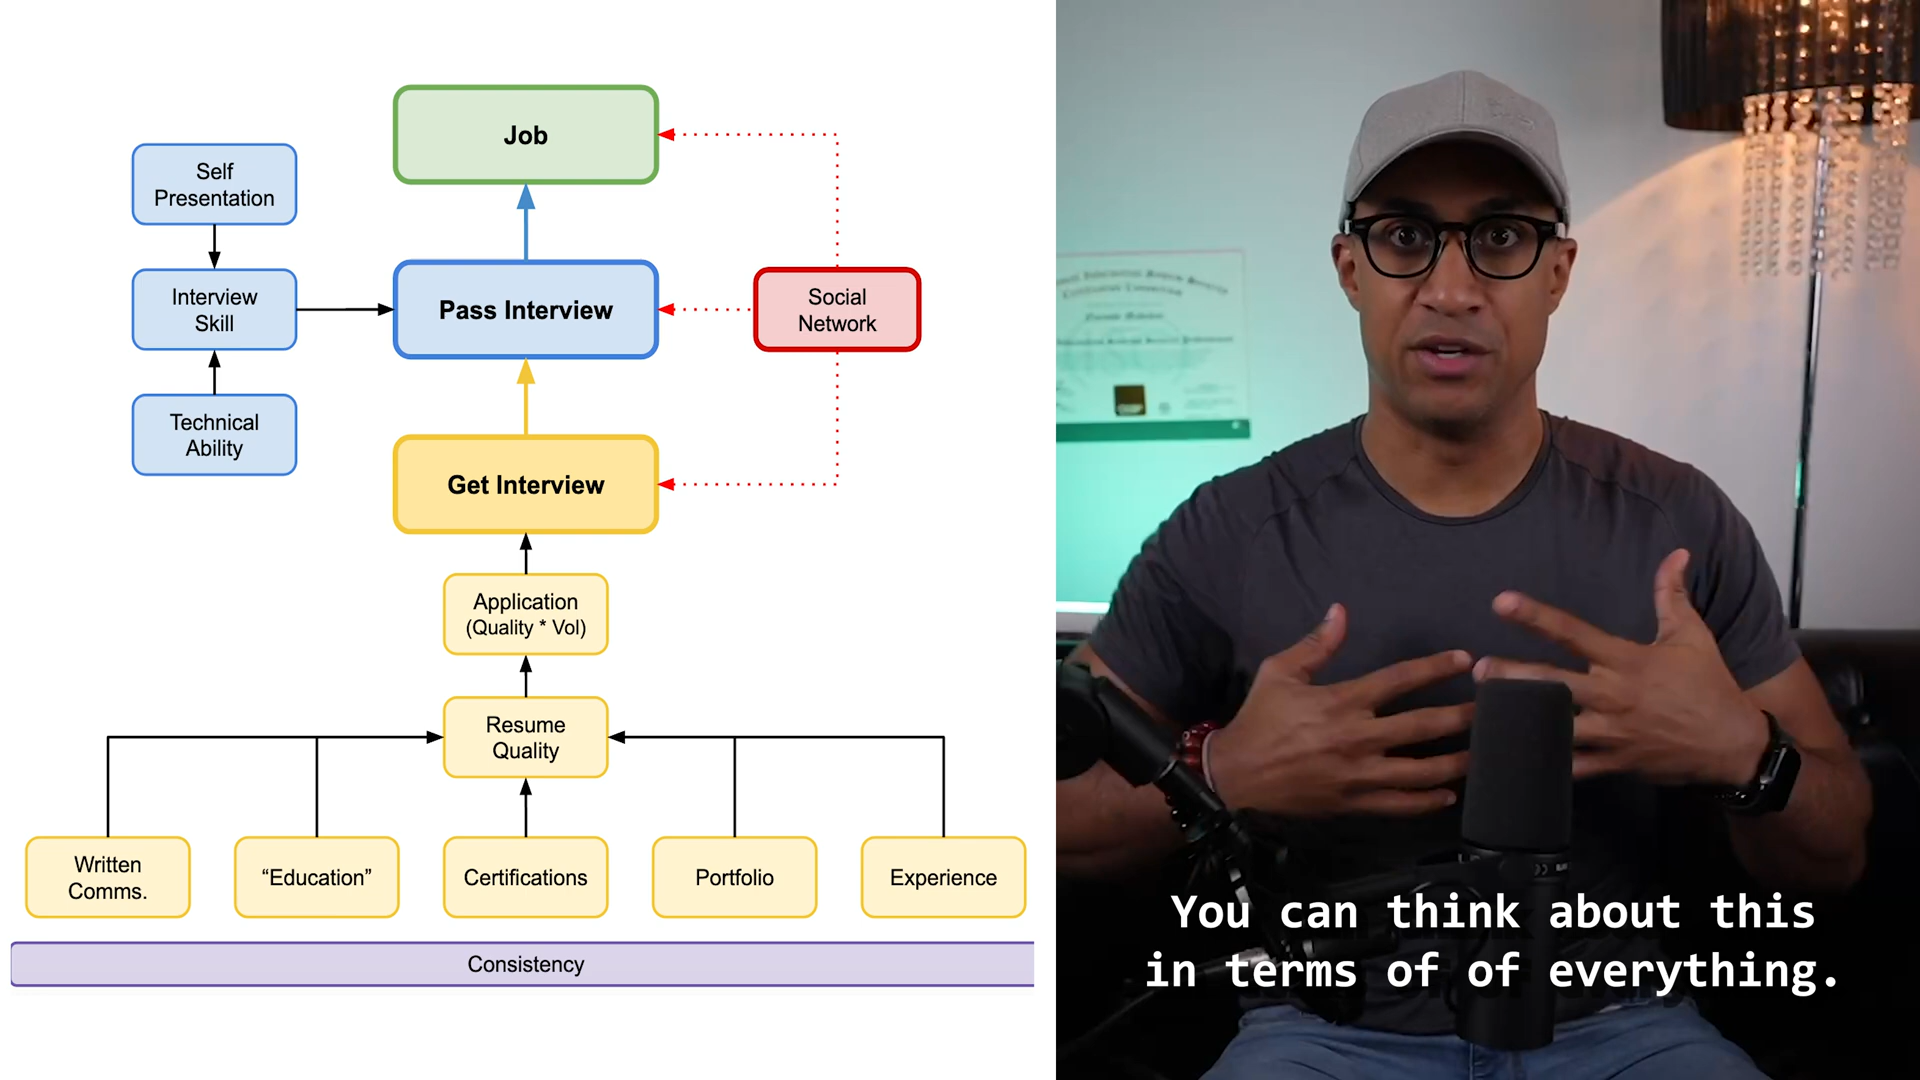 Job
Self
Presentation
Interview
Skill
Pass Interview
Social
Network
Technical
Ability
Get Interview
Application
(Quality * Vol)
Resume
Quality
Written
Comms.
“Education”
Certifications
Portfolio
Experience
Consistency
You can think about this
in terms of of everything.